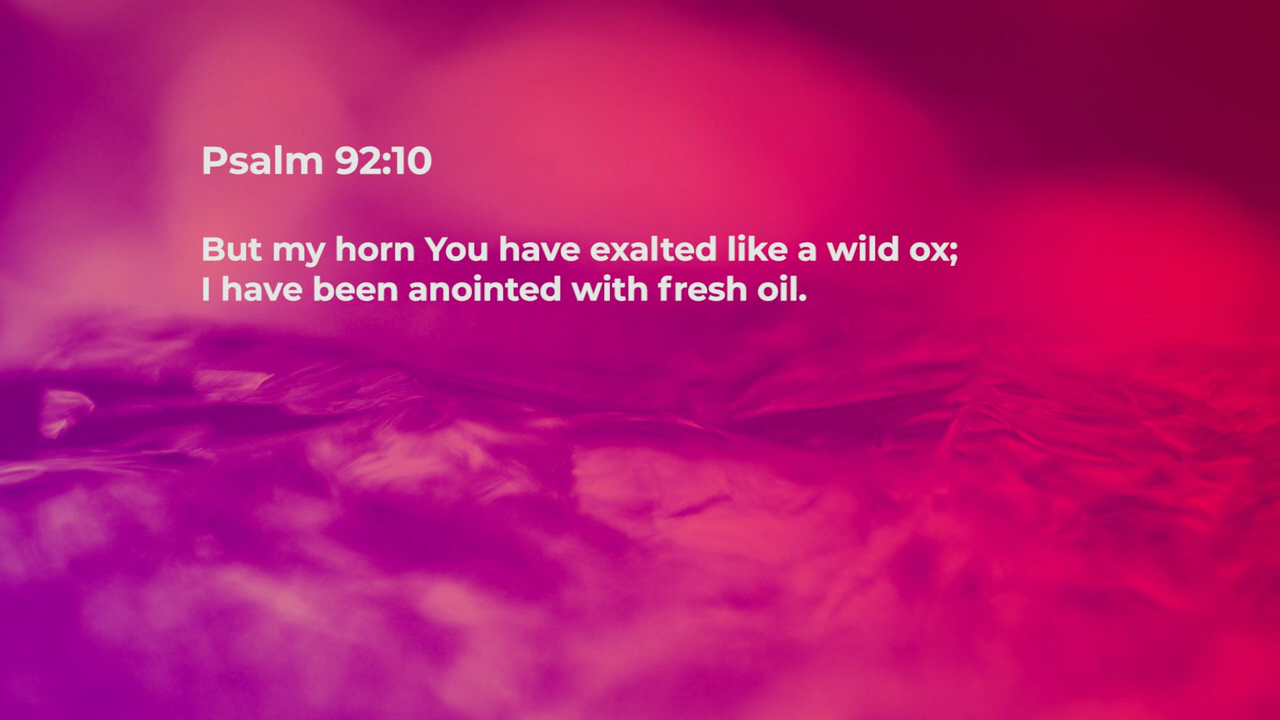 Psalm 92:10
But my horn You have exalted like a wild ox;
I have been anointed with fresh oil.